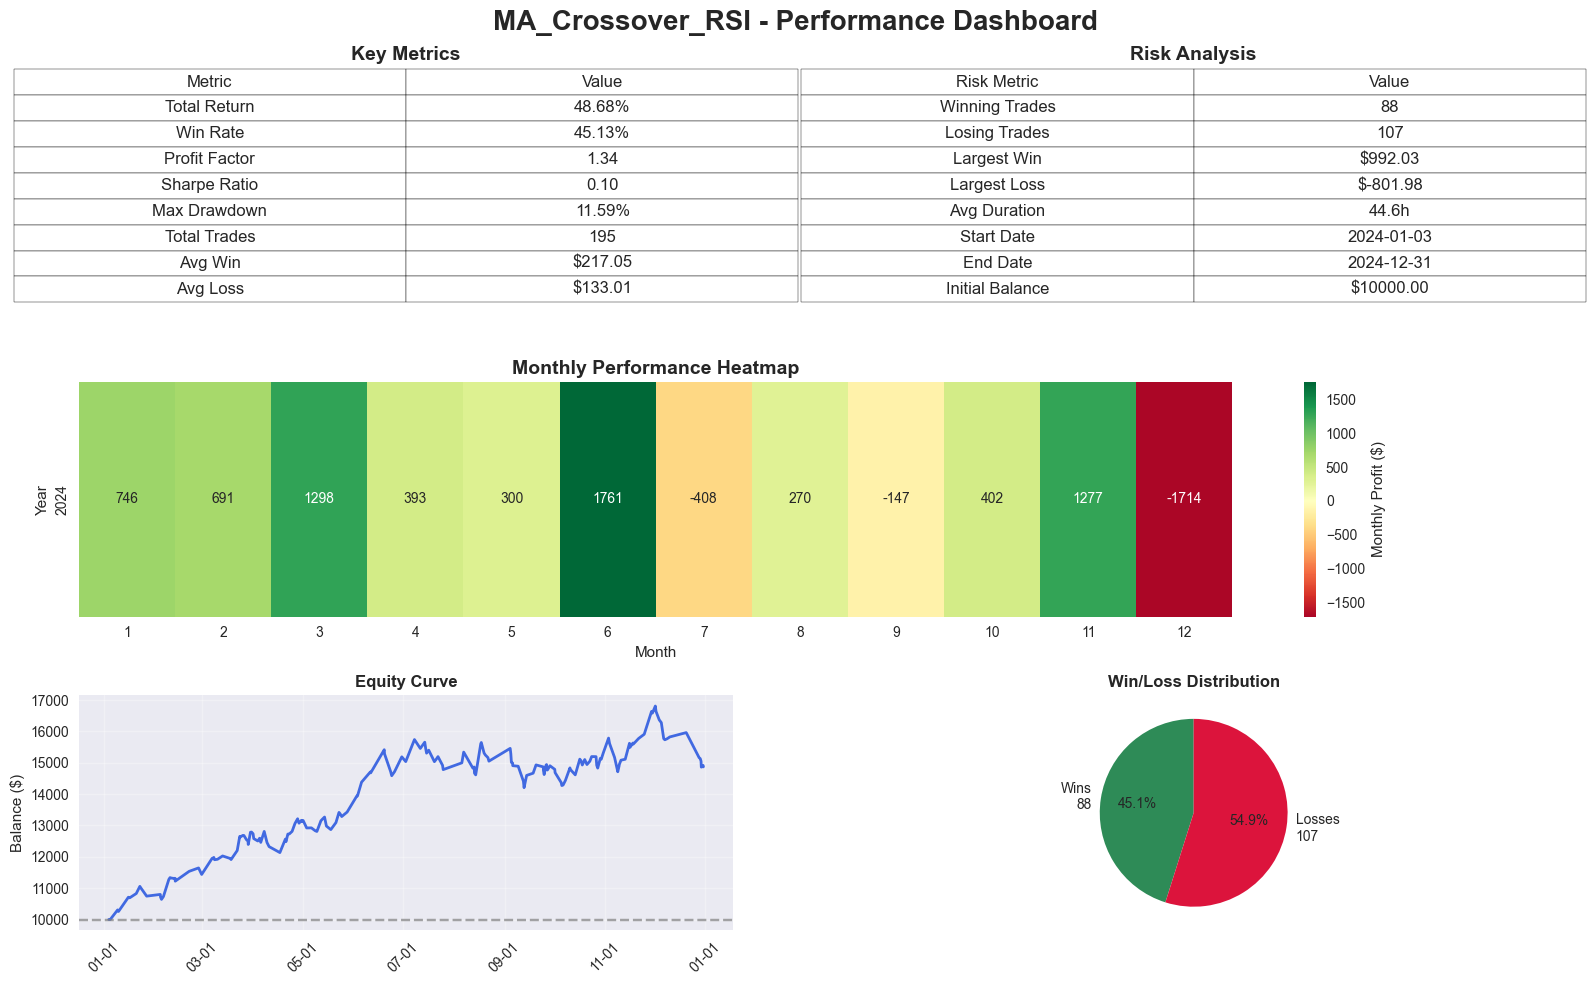 MA_Crossover_RSI - Performance Dashboard
Key Metrics
Metric Value
Total Return 48.68%
Win Rate 45.13%
Profit Factor 1.34
Sharpe Ratio 0.10
Max Drawdown 11.59%
Total Trades 195
Avg Win $217.05
Avg Loss $133.01
Risk Analysis
Risk Metric Value
Winning Trades 88
Losing Trades 107
Largest Win $992.03
Largest Loss $-801.98
Avg Duration 44.6h
Start Date 2024-01-03
End Date 2024-12-31
Initial Balance $10000.00
Monthly Performance Heatmap
Year
2024
746 691 1298 393 300 1761 -408 270 -147 402 1277 -1714
1 2 3 4 5 6 7 8 9 10 11 12
Month
1500
1000
500
0
−500
−1000
−1500
Monthly Profit ($)
Equity Curve
Balance ($)
17000
16000
15000
14000
13000
12000
11000
10000
01-01 03-01 05-01 07-01 09-01 11-01 01-01
Win/Loss Distribution
Wins
88
45.1%
54.9%
Losses
107